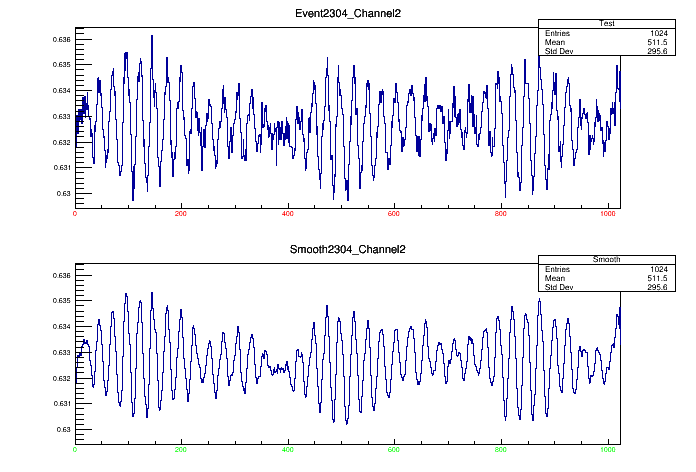 Event2304_Channel2
Test
Entries 1024
Mean 511.5
Std Dev 295.6
0.636
0.635
0.634
0.633
0.632
0.631
0.63
0 200 400 600 800 1000
Smooth2304_Channel2
Smooth
Entries 1024
Mean 511.5
Std Dev 295.6
0.636
0.635
0.634
0.633
0.632
0.631
0.63
0 200 400 600 800 1000